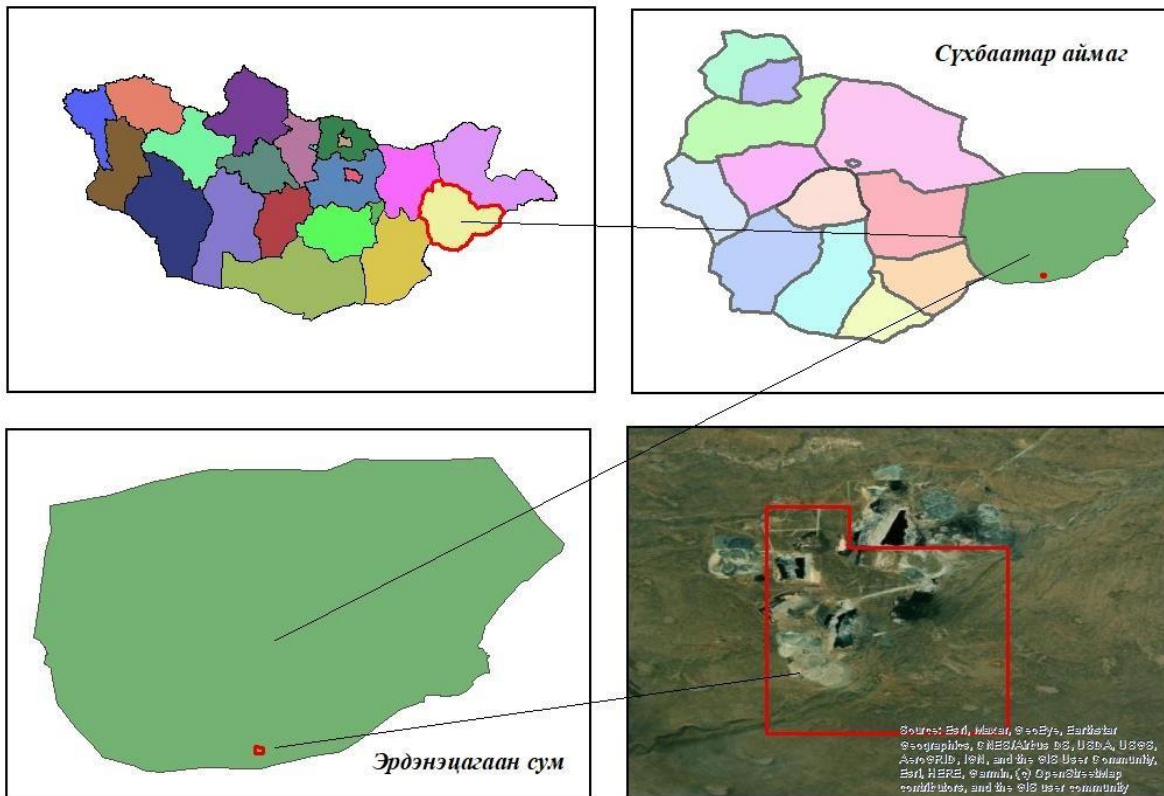 Сүхбаатар аймаг
Эрдэнэцагаан сум
Source: Esri, Maxar, GeoEye, Earthstar
Geographics, CNES/Airbus DS, USDA, USGS,
AeroGRID, IGN, and the GIS User Community,
Esri, HERE, Garmin, (c) OpenStreetMap
contributors, and the GIS user community